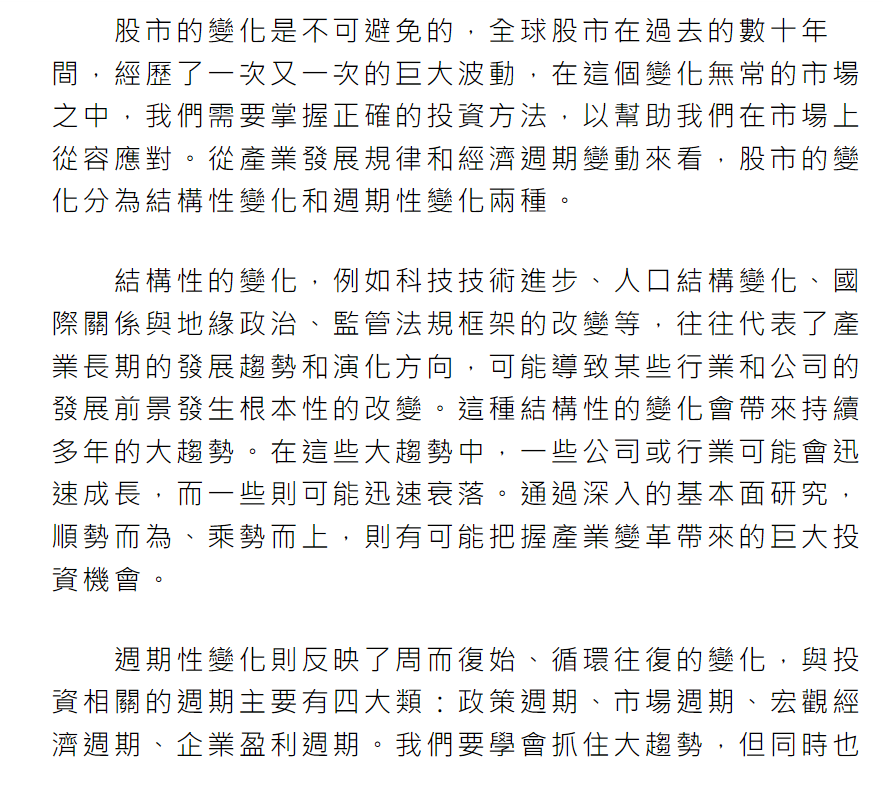 股市的變化是不可避免的，全球股市在過去的數十年
間，經歷了一次又一次的巨大波動，在這個變化無常的市場
之中，我們需要掌握正確的投資方法，以幫助我們在市場上
從容應對。從產業發展規律和經濟週期變動來看，股市的變
化分為結構性變化和週期性變化兩種。
結構性的變化，例如科技技術進步、人口結構變化、國
際關係與地緣政治、監管法規框架的改變等，往往代表了產
業長期的發展趨勢和演化方向，可能導致某些行業和公司的
發展前景發生根本性的改變。這種結構性的變化會帶來持續
多年的大趨勢。在這些大趨勢中，一些公司或行業可能會迅
速成長，而一些則可能迅速衰落。通過深入的基本面研究，
順勢而為、乘勢而上，則有可能把握產業變革帶來的巨大投
資機會。
週期性變化則反映了周而復始、循環往復的變化，與投
資相關的週期主要有四大類：政策週期、市場週期、宏觀經
濟週期、企業盈利週期。我們要學會抓住大趨勢，但同時也